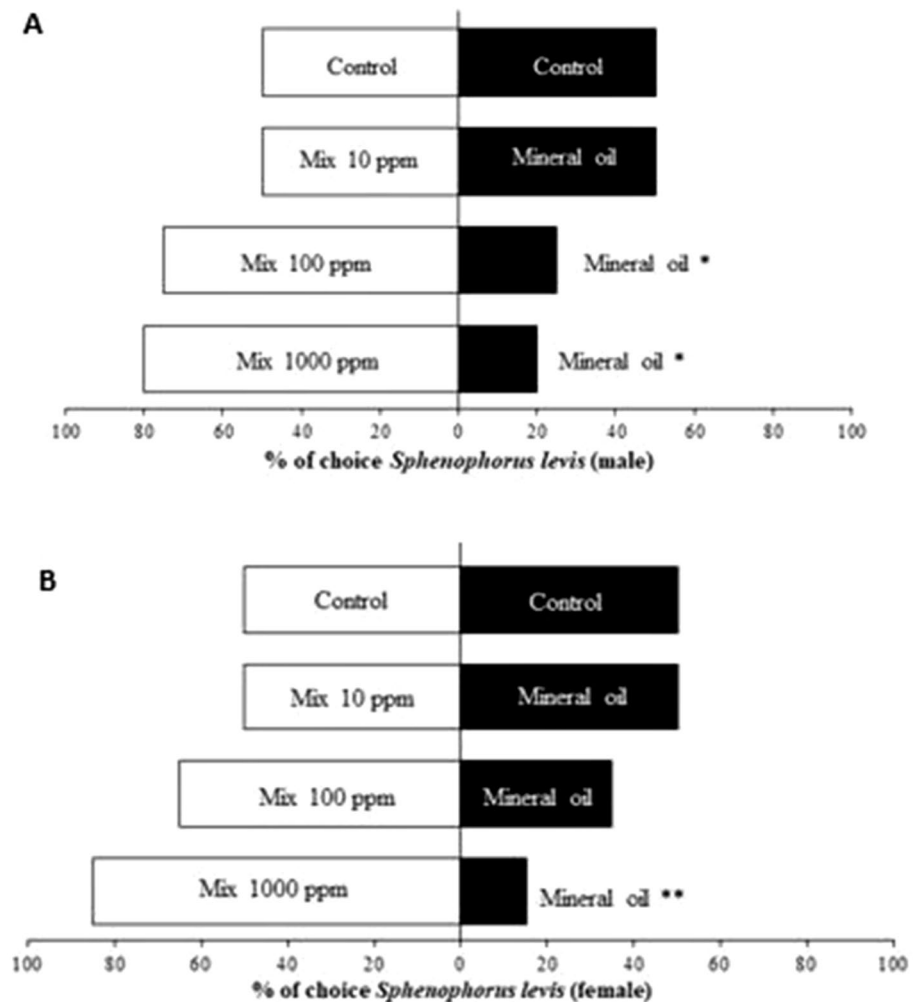 A
Control Control
Mix 10 ppm Mineral oil
Mix 100 ppm Mineral oil *
Mix 1000 ppm Mineral oil *
100 80 60 40 20 0 20 40 60 80 100
% of choice Sphenophorus levis (male)
B
Control Control
Mix 10 ppm Mineral oil
Mix 100 ppm Mineral oil
Mix 1000 ppm Mineral oil **
100 80 60 40 20 0 20 40 60 80 100
% of choice Sphenophorus levis (female)